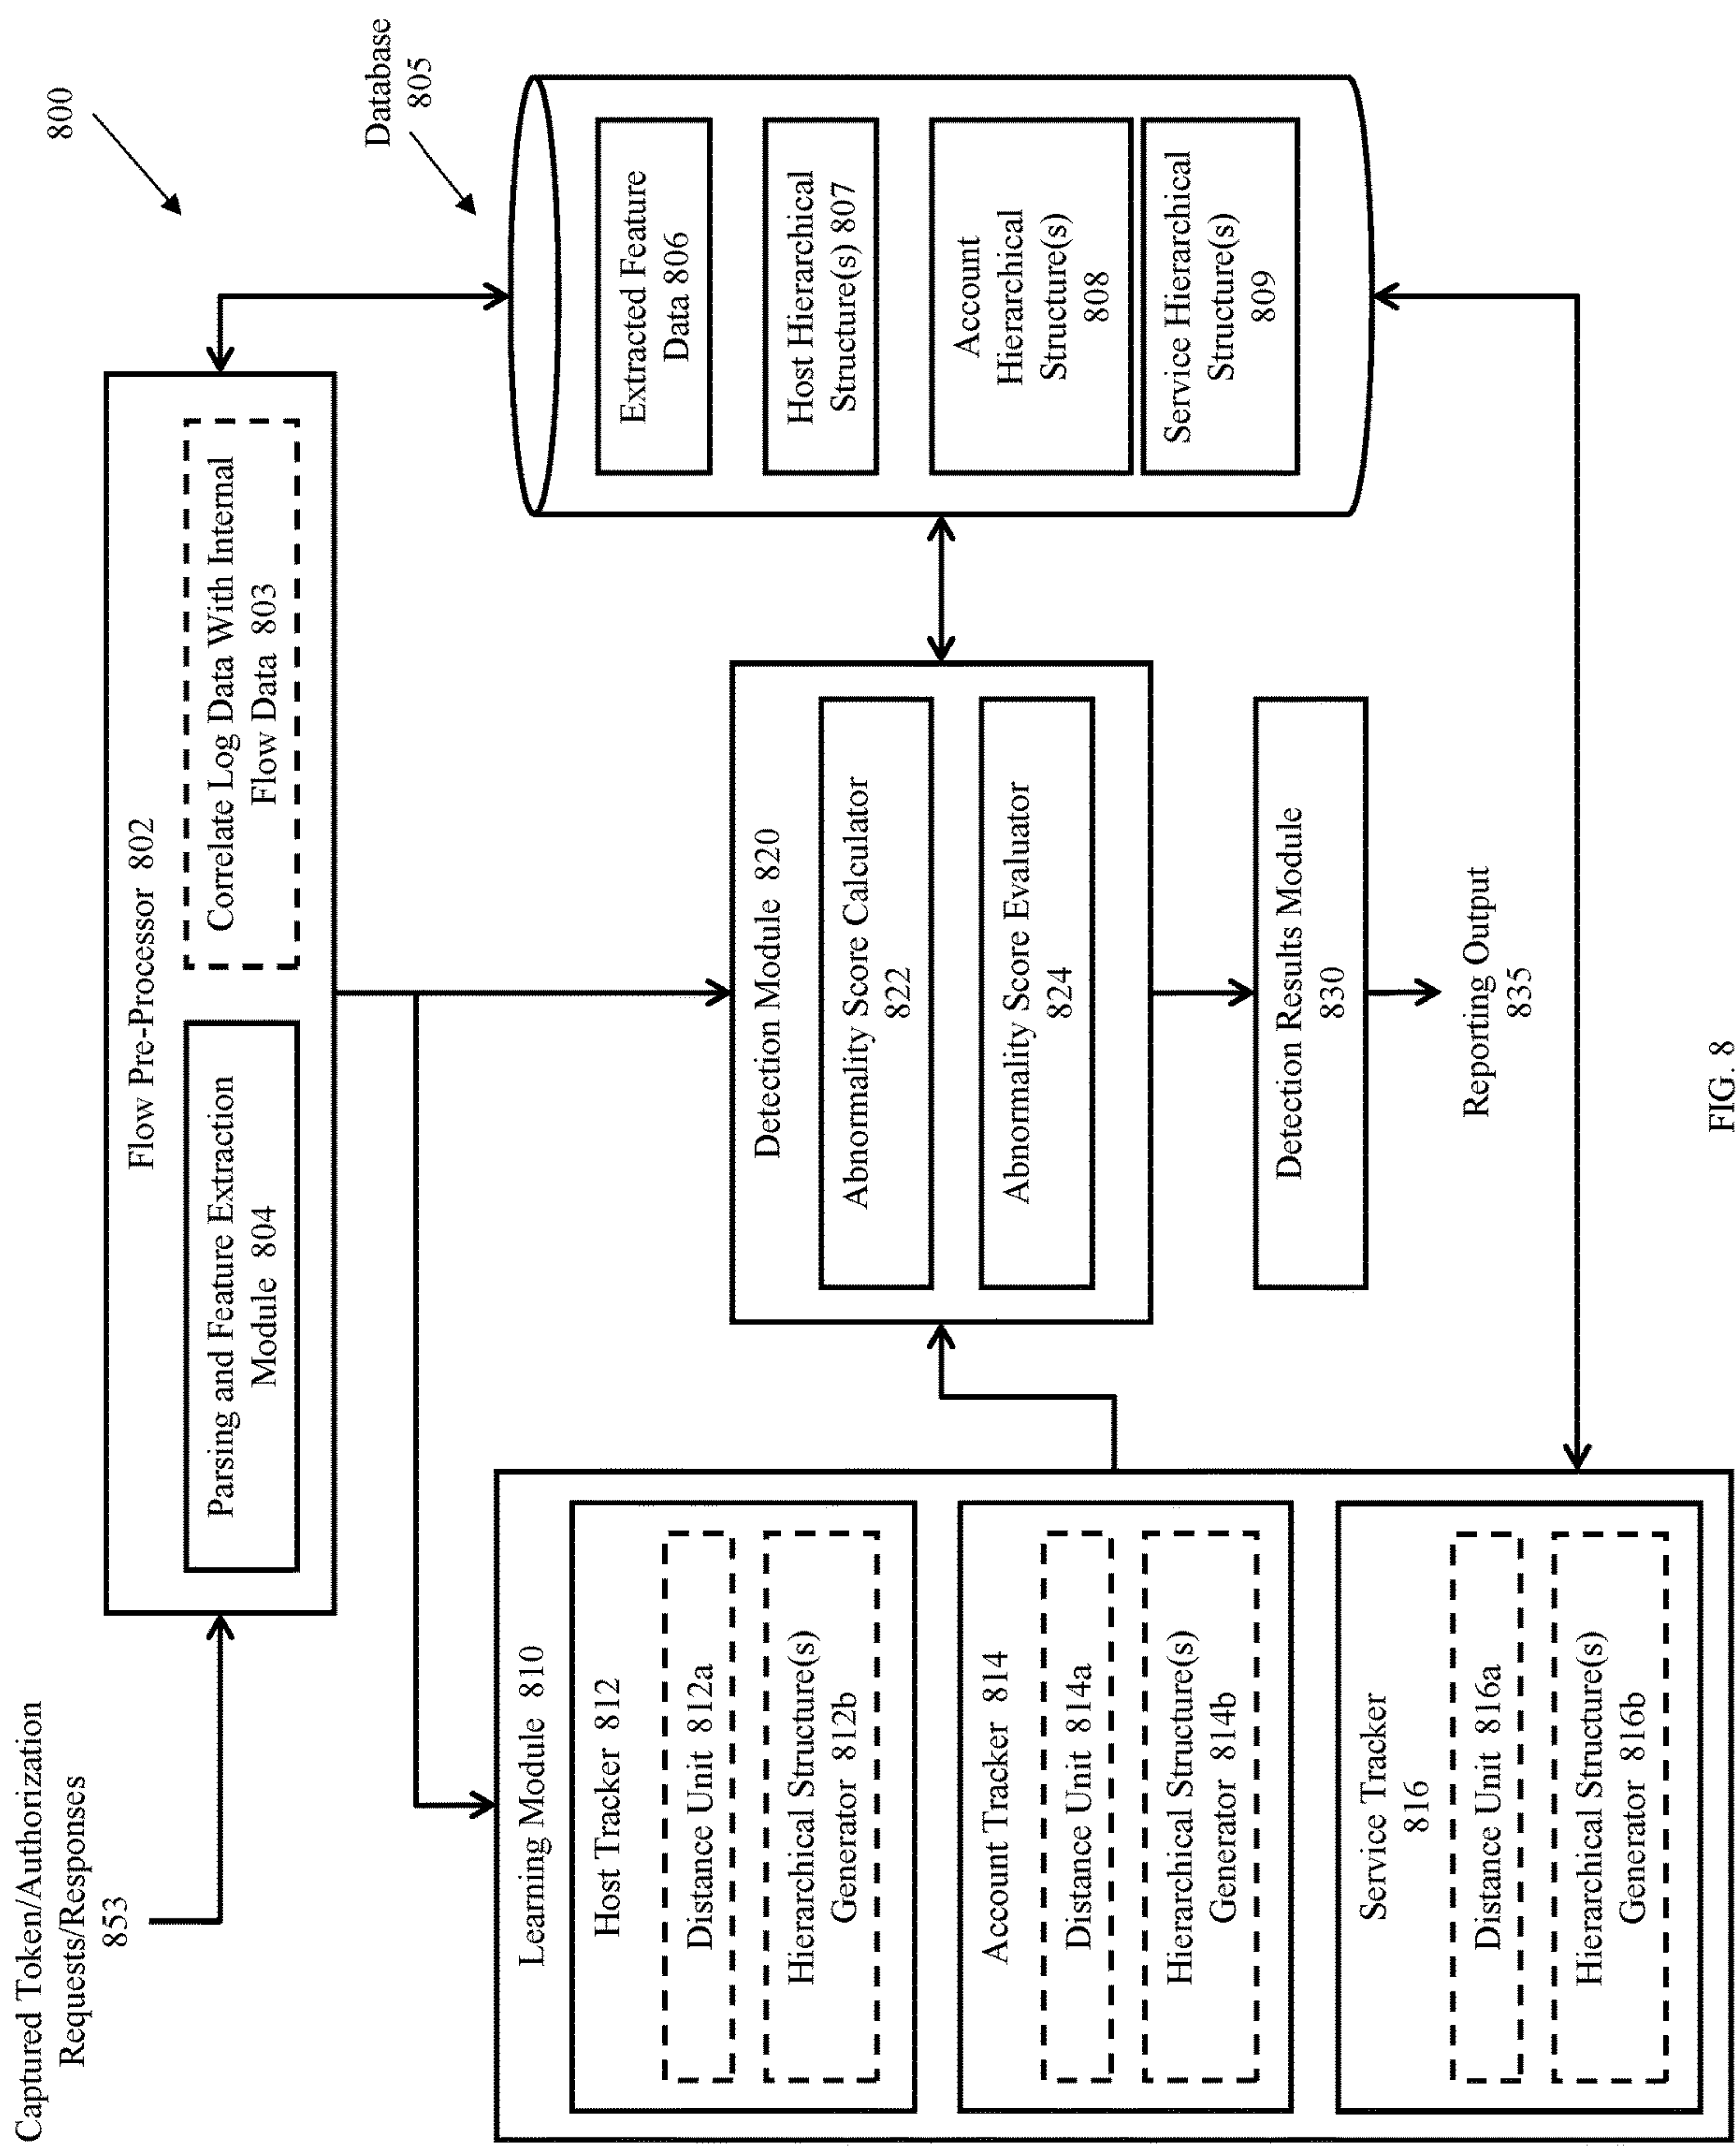 Captured Token/Authorization
Requests/Responses
853
800
Flow Pre-Processor 802
Parsing and Feature Extraction
Module 804
Correlate Log Data With Internal
Flow Data 803
Database
805
Learning Module 810
Host Tracker 812
Distance Unit 812a
Hierarchical Structure(s)
Generator 812b
Account Tracker 814
Distance Unit 814a
Hierarchical Structure(s)
Generator 814b
Service Tracker
816
Distance Unit 816a
Hierarchical Structure(s)
Generator 816b
Detection Module 820
Abnormality Score Calculator
822
Abnormality Score Evaluator
824
Detection Results Module
830
Reporting Output
835
Extracted Feature
Data 806
Host Hierarchical
Structure(s) 807
Account
Hierarchical
Structure(s)
808
Service Hierarchical
Structure(s)
809
FIG. 8